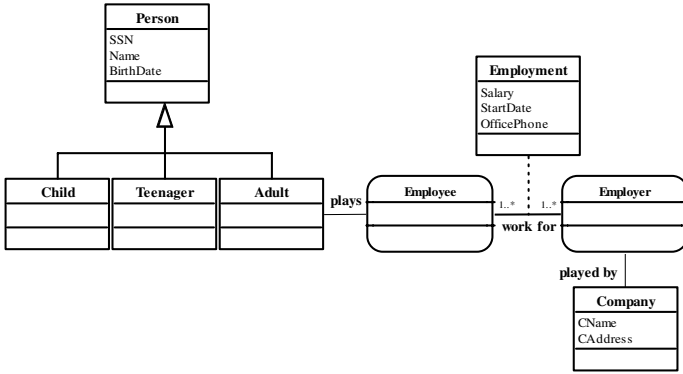 Person
SSN
Name
BirthDate
Employment
Salary
StartDate
OfficePhone
Child
Teenager
Adult
plays
Employee
1..*
1..*
work for
Employer
played by
Company
CName
CAddress